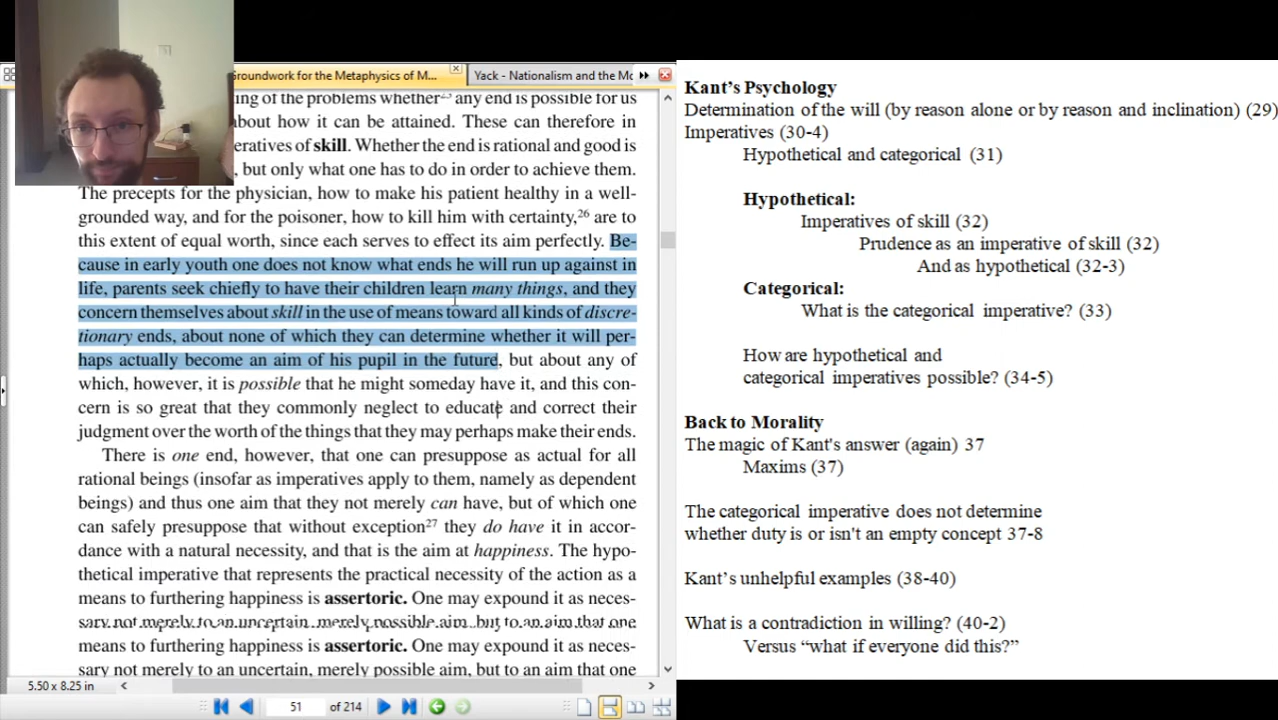 Groundwork for the Metaphysics of M... Yack - Nationalism and the Mo
ing of the problems whether any end is possible for us
about how it can be attained. These can therefore in
eratives of skill. Whether the end is rational and good is
, but only what one has to do in order to achieve them.
The precepts for the physician, how to make his patient healthy in a well-
grounded way, and for the poisoner, how to kill him with certainty,26 are to
this extent of equal worth, since each serves to effect its aim perfectly. Be-
cause in early youth one does not know what ends he will run up against in
life, parents seek chiefly to have their children learn many things, and they
concern themselves about skill in the use of means toward all kinds of discre-
tionary ends, about none of which they can determine whether it will per-
haps actually become an aim of his pupil in the future, but about any of
which, however, it is possible that he might someday have it, and this con-
cern is so great that they commonly neglect to educate and correct their
judgment over the worth of the things that they may perhaps make their ends.
There is one end, however, that one can presuppose as actual for all
rational beings (insofar as imperatives apply to them, namely as dependent
beings) and thus one aim that they not merely can have, but of which one
can safely presuppose that without exception27 they do have it in accor-
dance with a natural necessity, and that is the aim at happiness. The hypo-
thetical imperative that represents the practical necessity of the action as a
means to furthering happiness is assertoric. One may expound it as neces-
sary not merely to an uncertain, merely possible aim, but to an aim that one
means to furthering happiness is assertoric. One may expound it as neces-
sary not merely to an uncertain, merely possible aim, but to an aim that one
5.50 x 8.25 in
51 of 214
Kant's Psychology
Determination of the will (by reason alone or by reason and inclination) (29)
Imperatives (30-4)
Hypothetical and categorical (31)
Hypothetical:
Imperatives of skill (32)
Prudence as an imperative of skill (32)
And as hypothetical (32-3)
Categorical:
What is the categorical imperative? (33)
How are hypothetical and
categorical imperatives possible? (34-5)
Back to Morality
The magic of Kant's answer (again) 37
Maxims (37)
The categorical imperative does not determine
whether duty is or isn't an empty concept 37-8
Kant's unhelpful examples (38-40)
What is a contradiction in willing? (40-2)
Versus “what if everyone did this?”